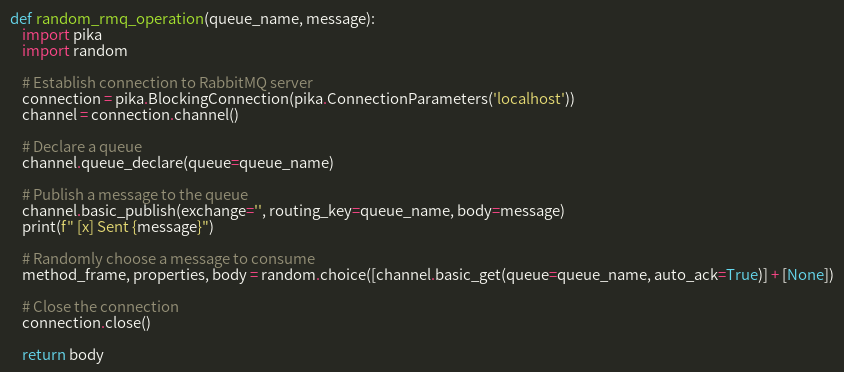 def random_rmq_operation(queue_name, message):
    import pika
    import random

    # Establish connection to RabbitMQ server
    connection = pika.BlockingConnection(pika.ConnectionParameters('localhost'))
    channel = connection.channel()

    # Declare a queue
    channel.queue_declare(queue=queue_name)

    # Publish a message to the queue
    channel.basic_publish(exchange='', routing_key=queue_name, body=message)
    print(f" [x] Sent {message}")

    # Randomly choose a message to consume
    method_frame, properties, body = random.choice([channel.basic_get(queue=queue_name, auto_ack=True)] + [None])

    # Close the connection
    connection.close()

    return body